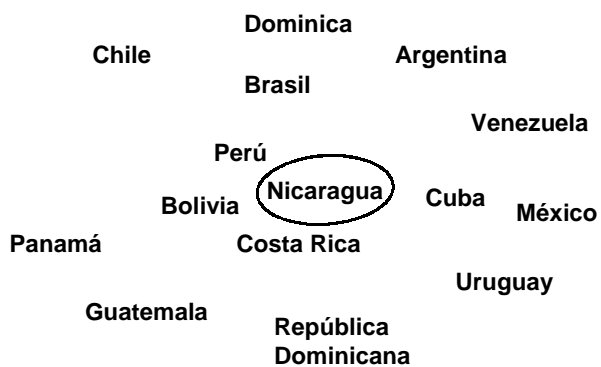 Dominica
Chile
Argentina
Brasil
Venezuela
Perú
Nicaragua
Cuba
Bolivia
México
Panamá
Costa Rica
Uruguay
Guatemala
República
Dominicana